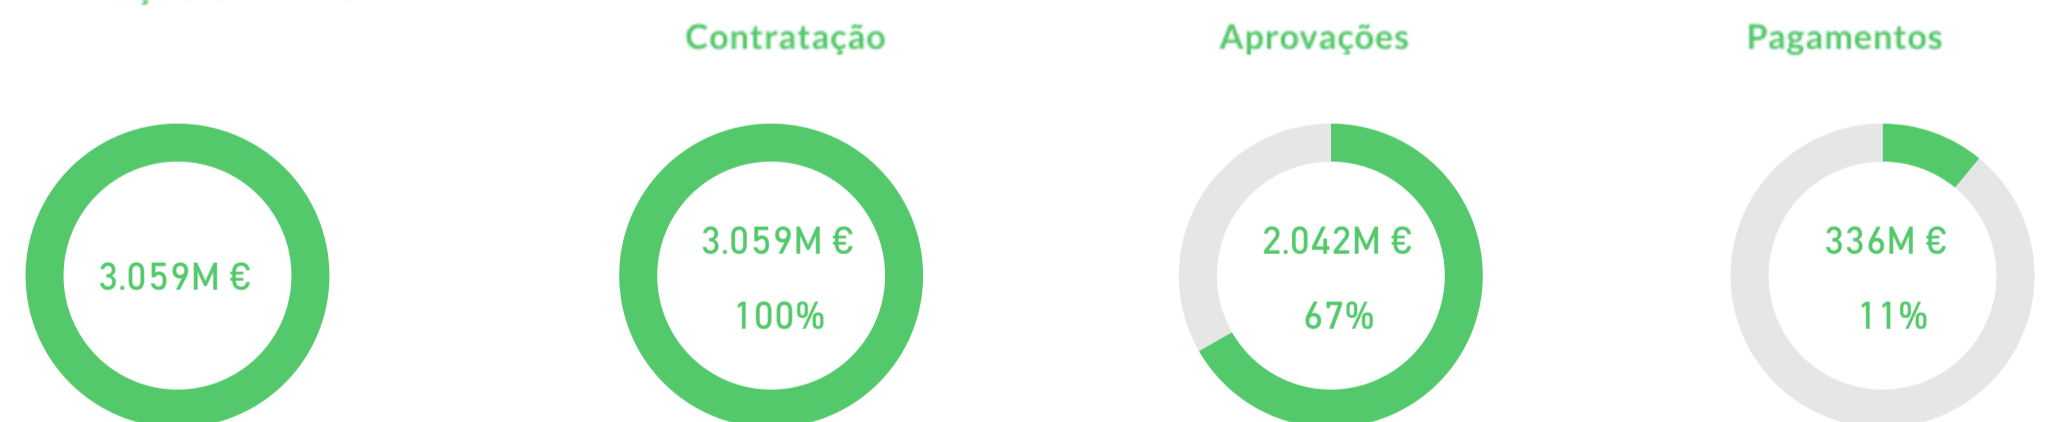 Contratação
Aprovações
Pagamentos
3.059M €
3.059M €
100%
2.042M €
67%
336M €
11%